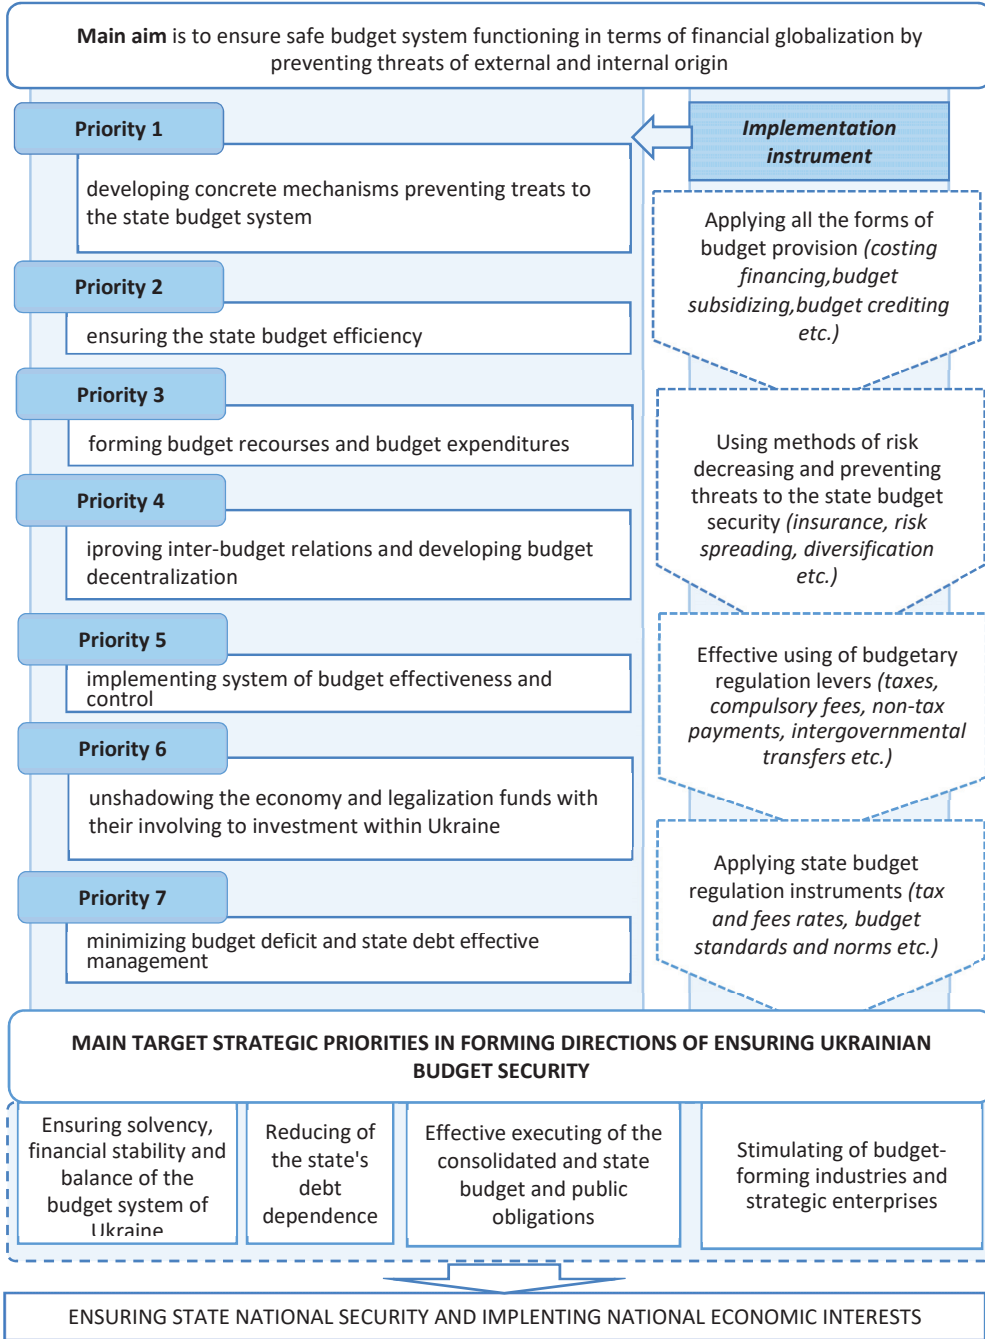 Main aim is to ensure safe budget system functioning in terms of financial globalization by
preventing threats of external and internal origin
Priority 1
developing concrete mechanisms preventing treats to
the state budget system
Priority 2
ensuring the state budget efficiency
Priority 3
forming budget recourses and budget expenditures
Priority 4
iproving inter-budget relations and developing budget
decentralization
Priority 5
implementing system of budget effectiveness and
control
Priority 6
unshadowing the economy and legalization funds with
their involving to investment within Ukraine
Priority 7
minimizing budget deficit and state debt effective
management
Implementation
instrument
Applying all the forms of
budget provision (costing
financing,budget
subsidizing,budget crediting
etc.)
Using methods of risk
decreasing and preventing
threats to the state budget
security (insurance, risk
spreading, diversification
etc.)
Effective using of budgetary
regulation levers (taxes,
compulsory fees, non-tax
payments, intergovernmental
transfers etc.)
Applying state budget
regulation instruments (tax
and fees rates, budget
standards and norms etc.)
MAIN TARGET STRATEGIC PRIORITIES IN FORMING DIRECTIONS OF ENSURING UKRAINIAN
BUDGET SECURITY
Ensuring solvency,
financial stability and
balance of the
budget system of
Ukraine
Reducing of
the state's
debt
dependence
Effective executing of the
consolidated and state
budget and public
obligations
Stimulating of budget-
forming industries and
strategic enterprises
ENSURING STATE NATIONAL SECURITY AND IMPLENTING NATIONAL ECONOMIC INTERESTS